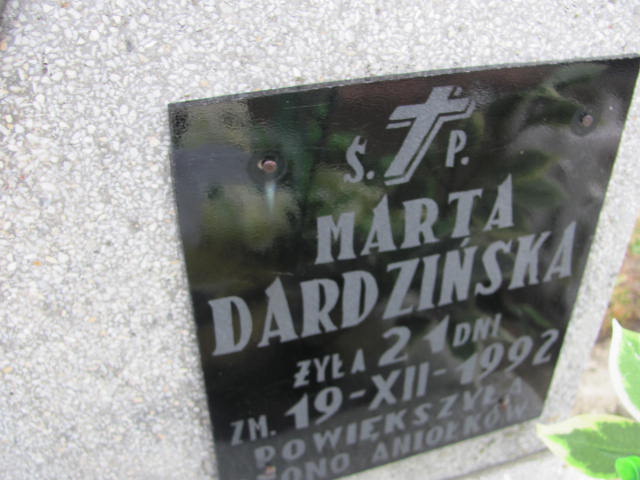 Ś. P.
MARTA
DARDZIŃSKA
ŻYŁA 21 DNI
ZM. 19-XII-1992
POWIĘKSZYŁA
GRONO ANIOŁKÓW